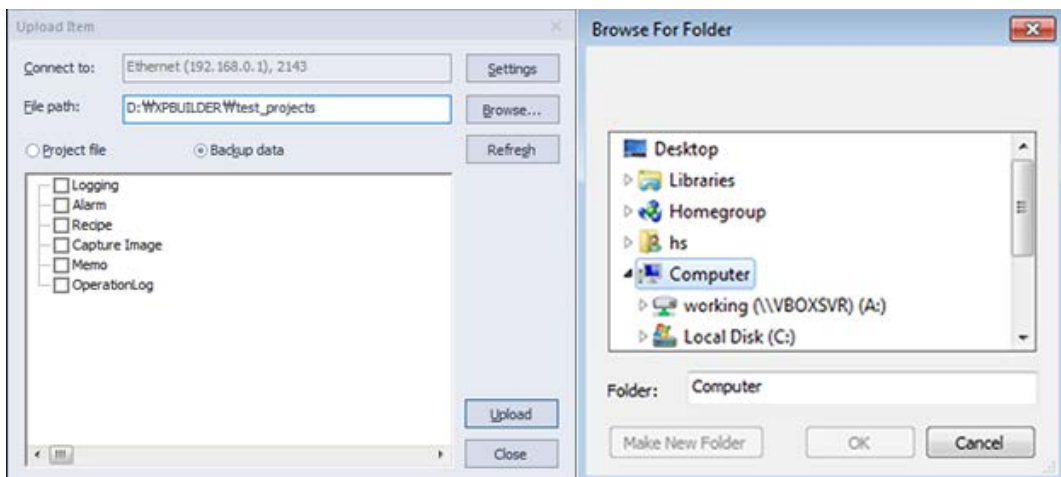 Upload Item
Connect to: Ethernet (192.168.0.1), 2143 Settings
File path: D:₩XPBUILDER₩test_projects Browse...
Project file Backup data Refresh
Logging
Alarm
Recipe
Capture Image
Memo
OperationLog
Upload
Close
Browse For Folder
Desktop
Libraries
Homegroup
hs
Computer
working (\\VBOXSVR) (A:)
Local Disk (C:)
Folder: Computer
Make New Folder OK Cancel